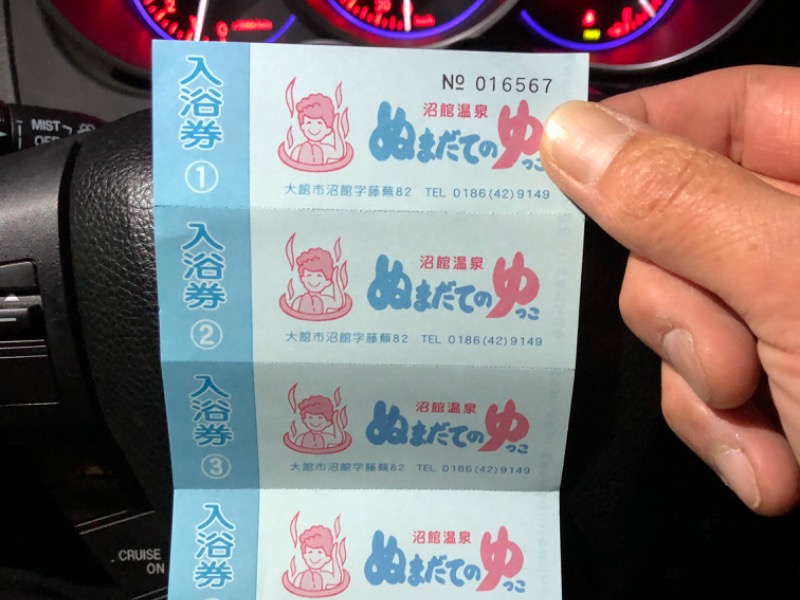 入浴券
①
No 016567
沼館温泉
ぬまだてのゆっこ
大館市沼館字藤蕪82 TEL 0186(42)9149
入浴券
②
沼館温泉
ぬまだてのゆっこ
大館市沼館字藤蕪82 TEL 0186(42)9149
入浴券
③
沼館温泉
ぬまだてのゆっこ
大館市沼館字藤蕪82 TEL 0186(42)9149
入浴券
沼館温泉
ぬまだてのゆっこ
MIST
OFF
CRUISE
ON